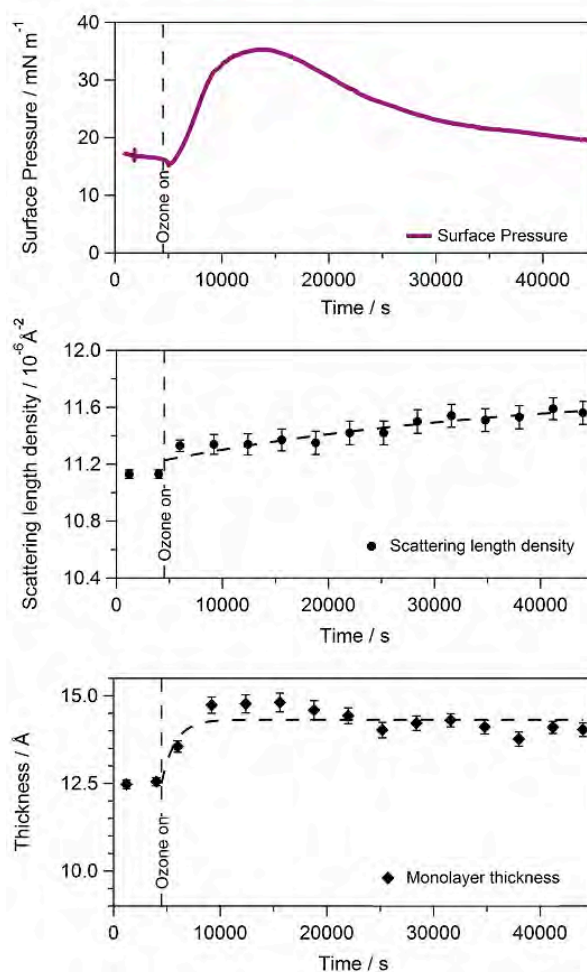 Surface Pressure / mN m⁻¹
40
30
20
10
0
Ozone on
Surface Pressure
0 10000 20000 30000 40000
Time / s
Scattering length density / 10⁻⁶ Å⁻²
12.0
11.6
11.2
10.8
10.4
Ozone on
Scattering length density
0 10000 20000 30000 40000
Time / s
Thickness / Å
15.0
12.5
10.0
Ozone on
Monolayer thickness
0 10000 20000 30000 40000
Time / s